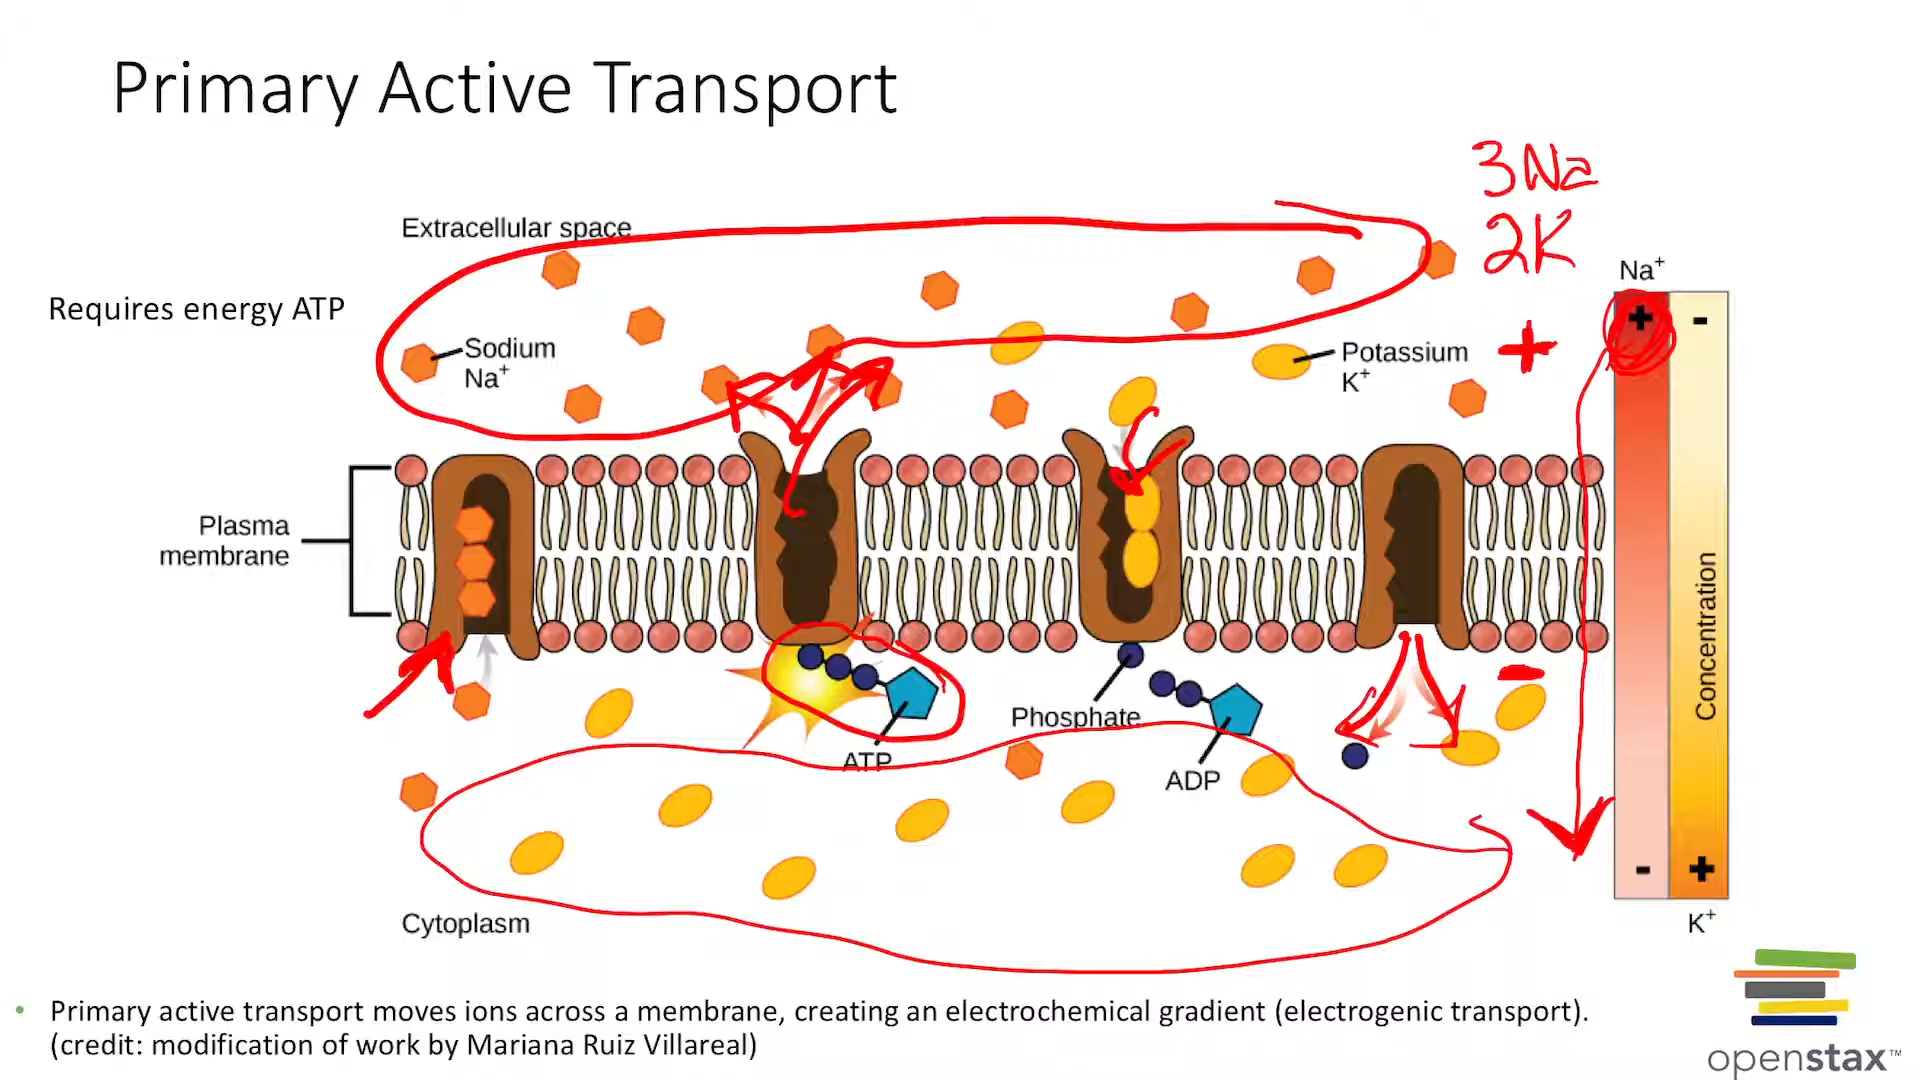 Primary Active Transport
3Na
2K
Extracellular space
Na+
+
-
Requires energy ATP
Sodium
Na+
Potassium
K+
+
Plasma
membrane
Concentration
-
Phosphate
ATP
ADP
-
+
Cytoplasm
K+
• Primary active transport moves ions across a membrane, creating an electrochemical gradient (electrogenic transport).
(credit: modification of work by Mariana Ruiz Villareal)
openstax™